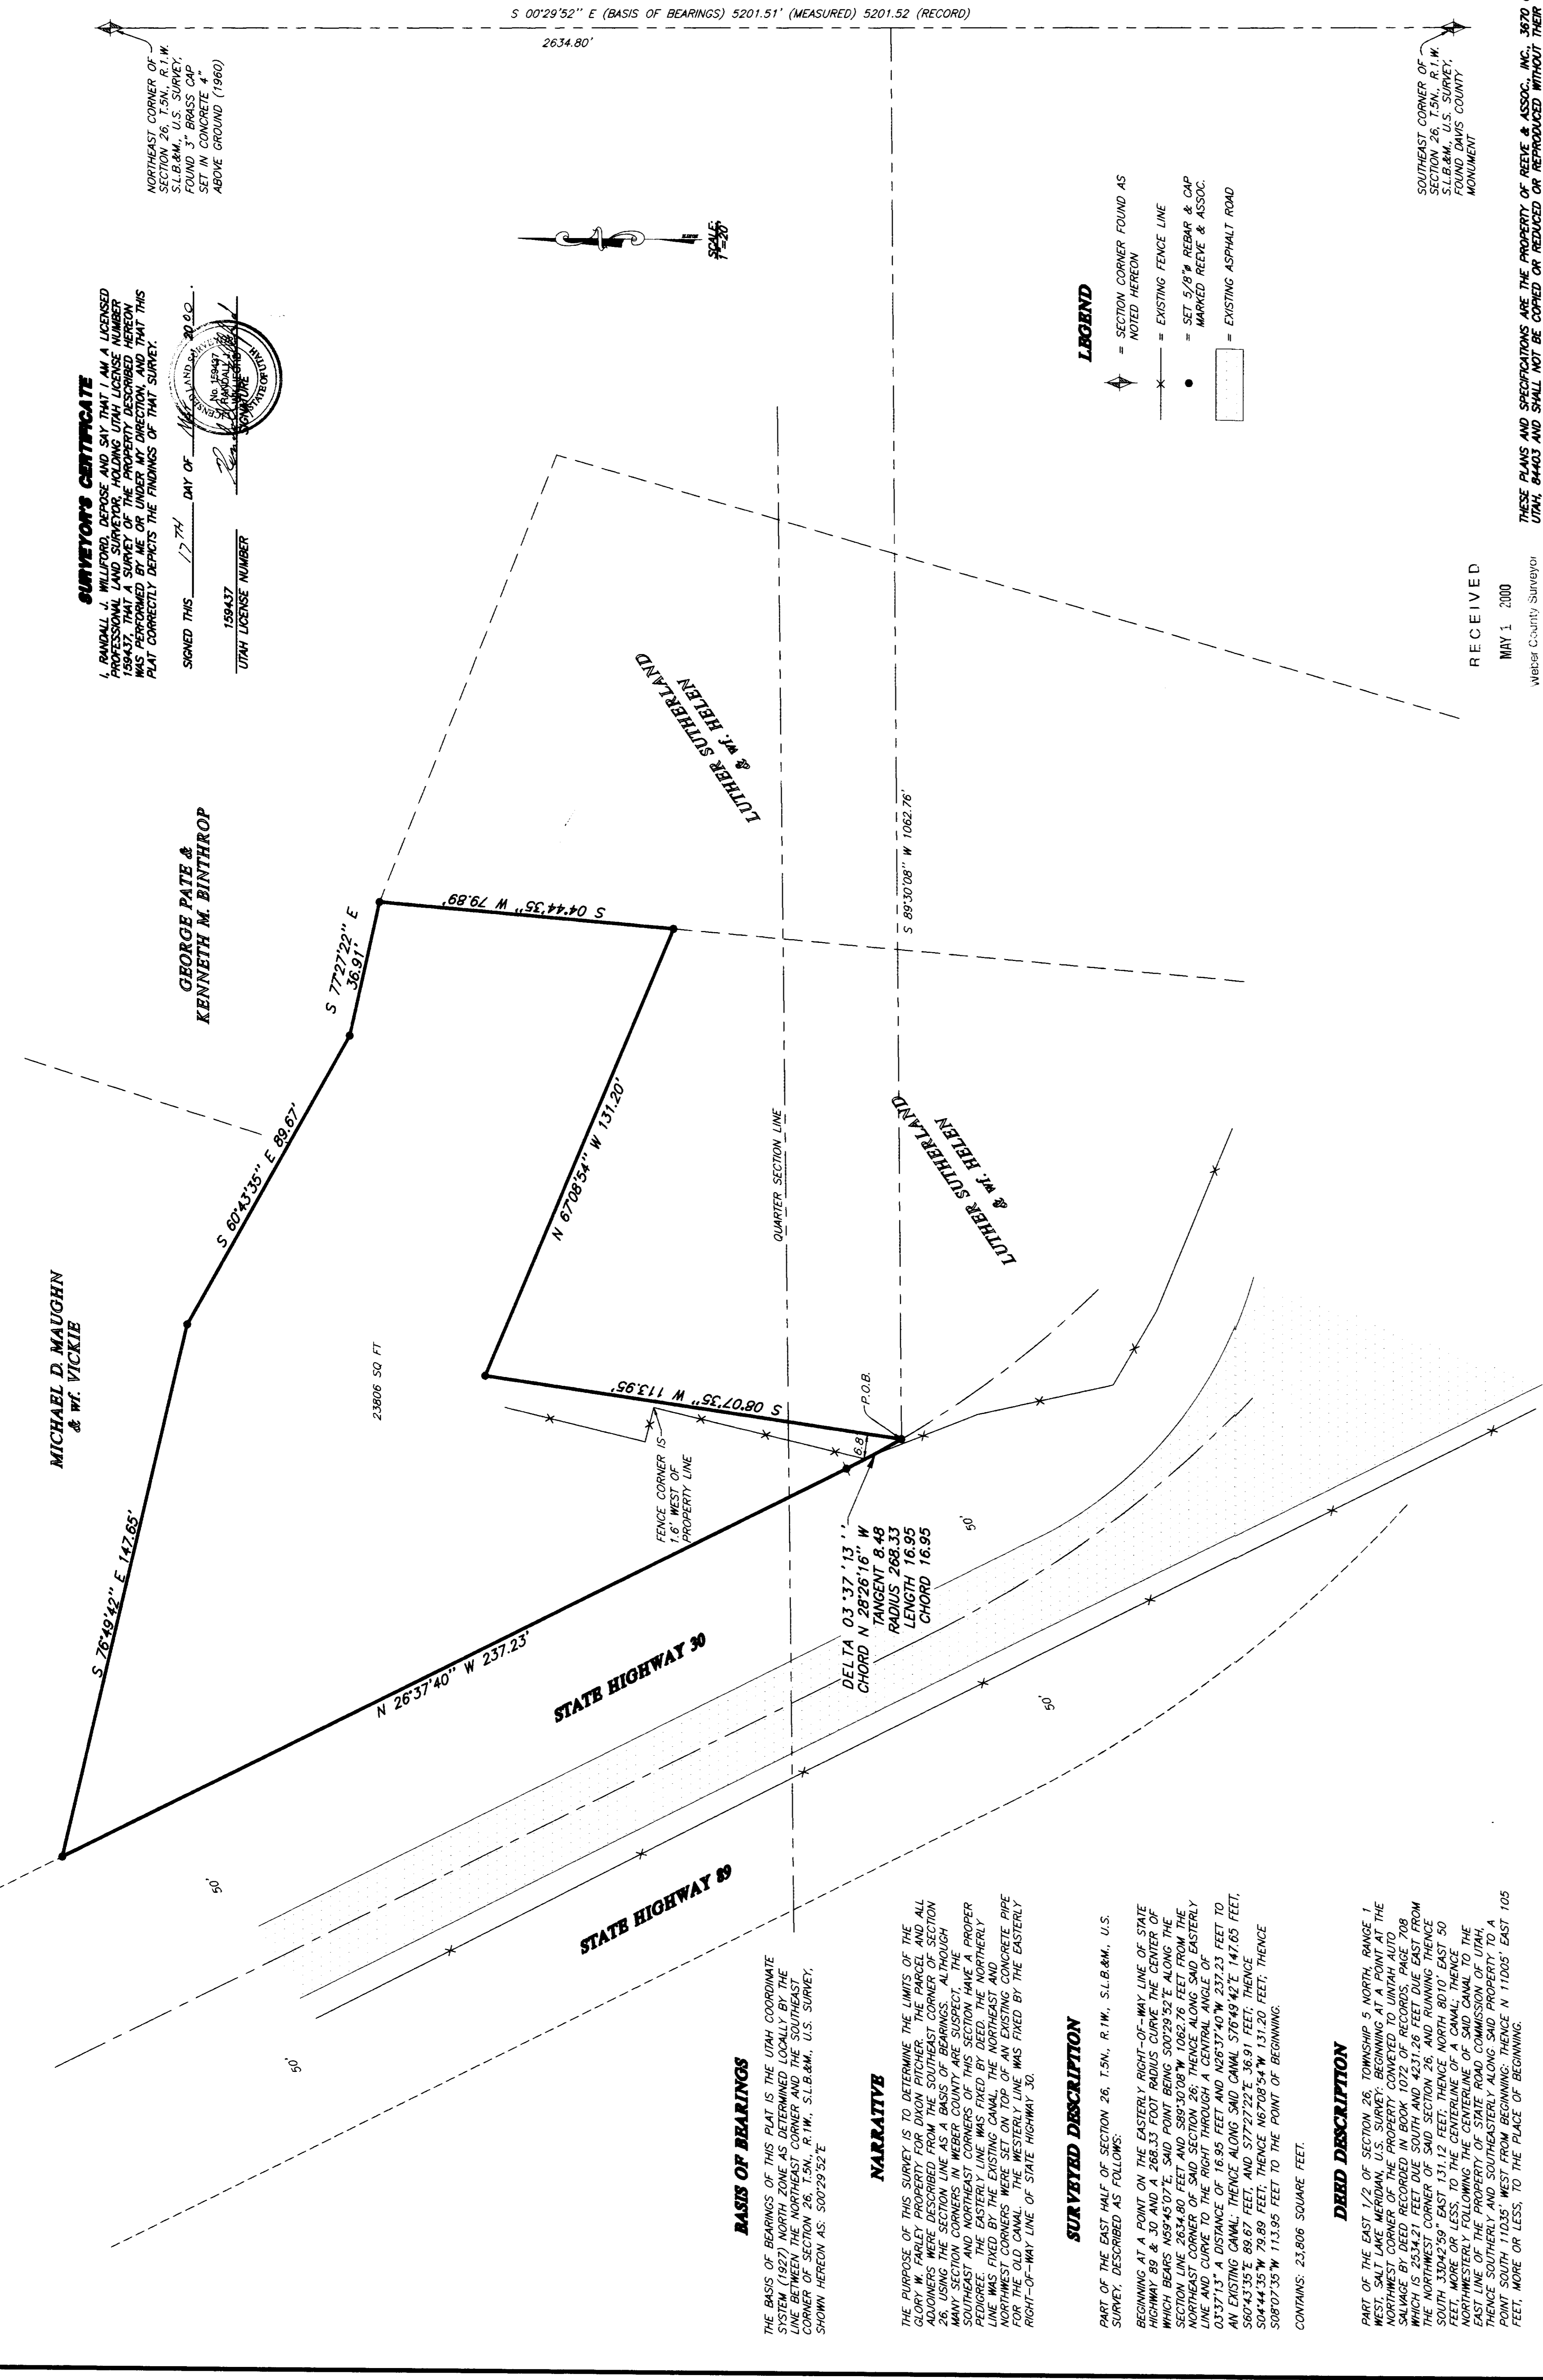 S 00°29'52'' E (BASIS OF BEARINGS) 5201.51' (MEASURED) 5201.52 (RECORD)
2634.80'
NORTHEAST CORNER OF
SECTION 26, T.5N., R.1.W.
S.L.B.&M., U.S. SURVEY,
FOUND 3" BRASS CAP
SET IN CONCRETE 4"
ABOVE GROUND (1960)
SOUTHEAST CORNER OF
SECTION 26, T.5N., R.1.W.
S.L.B.&M., U.S. SURVEY,
FOUND DAVIS COUNTY
MONUMENT
SURVEYOR'S CERTIFICATE
I, RANDALL J. WILLIFORD, DEPOSE AND SAY THAT I AM A LICENSED
PROFESSIONAL LAND SURVEYOR, HOLDING UTAH LICENSE NUMBER
159437, THAT A SURVEY OF THE PROPERTY DESCRIBED HEREON
WAS PERFORMED BY ME OR UNDER MY DIRECTION, AND THAT THIS
PLAT CORRECTLY DEPICTS THE FINDINGS OF THAT SURVEY.
SIGNED THIS 17TH DAY OF 2000.
159437
UTAH LICENSE NUMBER
SIGNATURE
LICENSED LAND SURVEYOR
No. 159437
RANDALL J.
STATE OF UTAH
SCALE:
1"=20'
LEGEND
= SECTION CORNER FOUND AS
NOTED HEREON
= EXISTING FENCE LINE
= SET 5/8"ø REBAR & CAP
MARKED REEVE & ASSOC.
= EXISTING ASPHALT ROAD
THESE PLANS AND SPECIFICATIONS ARE THE PROPERTY OF REEVE & ASSOC., INC., 3670
UTAH, 84403 AND SHALL NOT BE COPIED OR REDUCED OR REPRODUCED WITHOUT THEIR
RECEIVED
MAY 1 2000
Weber County Surveyor
GEORGE PATE &
KENNETH M. BINTHROP
MICHAEL D. MAUGHN
& wf. VICKIE
LUTHER SUTHERLAND
& wf. HELEN
LUTHER SUTHERLAND
& wf. HELEN
S 77°27'22'' E
36.91'
S 04°44'35'' W 79.89'
S 60°43'35'' E 89.67'
N 67°08'54'' W 131.20'
S 89°30'08'' W 1062.76'
QUARTER SECTION LINE
23806 SQ FT
S 08°07'35'' W 113.95'
P.O.B.
6.8'
FENCE CORNER IS
1.6' WEST OF
PROPERTY LINE
S 76°49'42'' E 147.65'
N 26°37'40'' W 237.23'
DELTA 03°37'13''
CHORD N 28°26'16'' W
TANGENT 8.48
RADIUS 268.33
LENGTH 16.95
CHORD 16.95
STATE HIGHWAY 30
STATE HIGHWAY 89
50'
50'
50'
50'
BASIS OF BEARINGS
THE BASIS OF BEARINGS OF THIS PLAT IS THE UTAH COORDINATE
SYSTEM (1927) NORTH ZONE AS DETERMINED LOCALLY BY THE
LINE BETWEEN THE NORTHEAST CORNER AND THE SOUTHEAST
CORNER OF SECTION 26, T.5N., R.1W., S.L.B.&M., U.S. SURVEY,
SHOWN HEREON AS: S00°29'52"E
NARRATIVE
THE PURPOSE OF THIS SURVEY IS TO DETERMINE THE LIMITS OF THE
GLORY W. FARLEY PROPERTY FOR DIXON PITCHER. THE PARCEL AND ALL
ADJOINERS WERE DESCRIBED FROM THE SOUTHEAST CORNER OF SECTION
26, USING THE SECTION LINE AS A BASIS OF BEARINGS. ALTHOUGH
MANY SECTION CORNERS IN WEBER COUNTY ARE SUSPECT, THE
SOUTHEAST AND NORTHEAST CORNERS OF THIS SECTION HAVE A PROPER
PEDIGREE. THE EASTERLY LINE WAS FIXED BY DEED. THE NORTHERLY
LINE WAS FIXED BY THE EXISTING CANAL, THE NORTHEAST AND
NORTHWEST CORNERS WERE SET ON TOP OF AN EXISTING CONCRETE PIPE
FOR THE OLD CANAL. THE WESTERLY LINE WAS FIXED BY THE EASTERLY
RIGHT-OF-WAY LINE OF STATE HIGHWAY 30.
SURVEYED DESCRIPTION
PART OF THE EAST HALF OF SECTION 26, T.5N., R.1W., S.L.B.&M., U.S.
SURVEY, DESCRIBED AS FOLLOWS:
BEGINNING AT A POINT ON THE EASTERLY RIGHT-OF-WAY LINE OF STATE
HIGHWAY 89 & 30 AND A 268.33 FOOT RADIUS CURVE THE CENTER OF
WHICH BEARS N59°45'07"E, SAID POINT BEING S00°29'52"E ALONG THE
SECTION LINE 2634.80 FEET AND S89°30'08"W 1062.76 FEET FROM THE
NORTHEAST CORNER OF SAID SECTION 26; THENCE ALONG SAID EASTERLY
LINE AND CURVE TO THE RIGHT THROUGH A CENTRAL ANGLE OF
03°37'13" A DISTANCE OF 16.95 FEET AND N26°37'40"W 237.23 FEET TO
AN EXISTING CANAL; THENCE ALONG SAID CANAL S76°49'42"E 147.65 FEET,
S60°43'35"E 89.67 FEET, AND S77°27'22"E 36.91 FEET; THENCE
S04°44'35"W 79.89 FEET; THENCE N67°08'54"W 131.20 FEET; THENCE
S08°07'35"W 113.95 FEET TO THE POINT OF BEGINNING.
CONTAINS: 23,806 SQUARE FEET.
DEED DESCRIPTION
PART OF THE EAST 1/2 OF SECTION 26, TOWNSHIP 5 NORTH, RANGE 1
WEST, SALT LAKE MERIDIAN, U.S. SURVEY: BEGINNING AT A POINT AT THE
NORTHWEST CORNER OF THE PROPERTY CONVEYED TO UINTAH AUTO
SALVAGE BY DEED RECORDED IN BOOK 1072 OF RECORDS, PAGE 708
WHICH IS 2534.21 FEET DUE SOUTH AND 4231.26 FEET DUE EAST FROM
THE NORTHWEST CORNER OF SAID SECTION 26, AND RUNNING THENCE
SOUTH 33D42'59" EAST 131.12 FEET; THENCE NORTH 8D10' EAST 50
FEET, MORE OR LESS, TO THE CENTERLINE OF A CANAL; THENCE
NORTHWESTERLY FOLLOWING THE CENTERLINE OF SAID CANAL TO THE
EAST LINE OF THE PROPERTY OF STATE ROAD COMMISSION OF UTAH,
THENCE SOUTHERLY AND SOUTHEASTERLY ALONG SAID PROPERTY TO A
POINT SOUTH 11D35' WEST FROM BEGINNING; THENCE N 11D05' EAST 105
FEET, MORE OR LESS, TO THE PLACE OF BEGINNING.